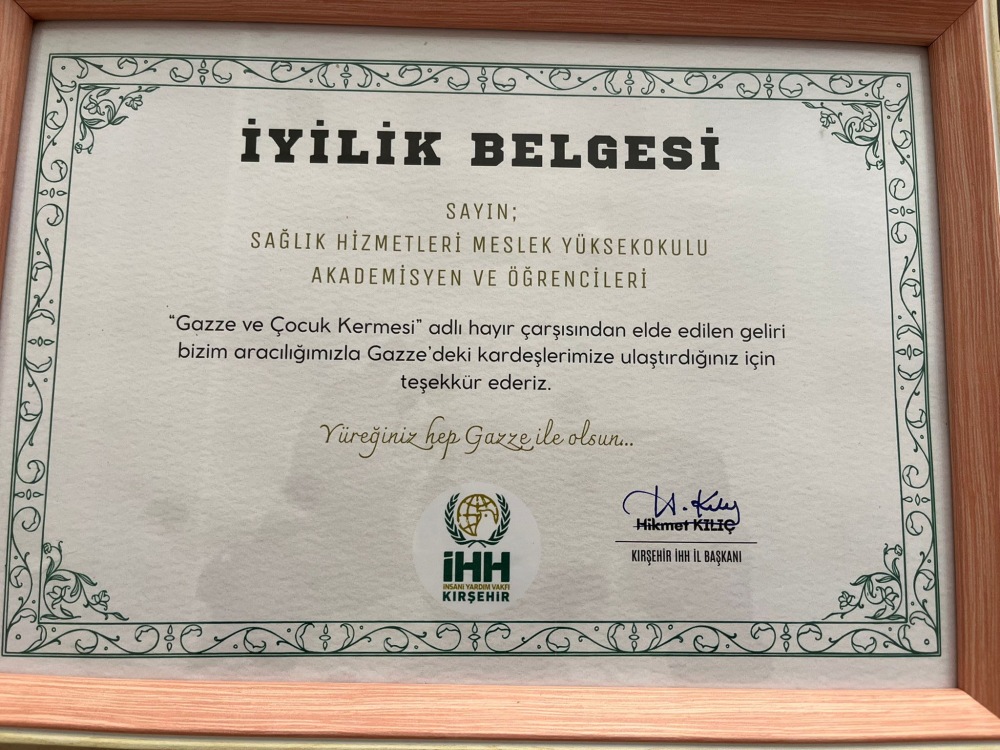 İYİLİK BELGESİ
SAYIN;
SAĞLIK HİZMETLERİ MESLEK YÜKSEKOKULU
AKADEMİSYEN VE ÖĞRENCİLERİ
“Gazze ve Çocuk Kermesi” adlı hayır çarşısından elde edilen geliri
bizim aracılığımızla Gazze’deki kardeşlerimize ulaştırdığınız için
teşekkür ederiz.
Yüreğiniz hep Gazze ile olsun...
H. Kılıç
Hikmet KILIÇ
KIRŞEHİR İHH İL BAŞKANI
İHH
İNSANİ YARDIM VAKFI
KIRŞEHİR